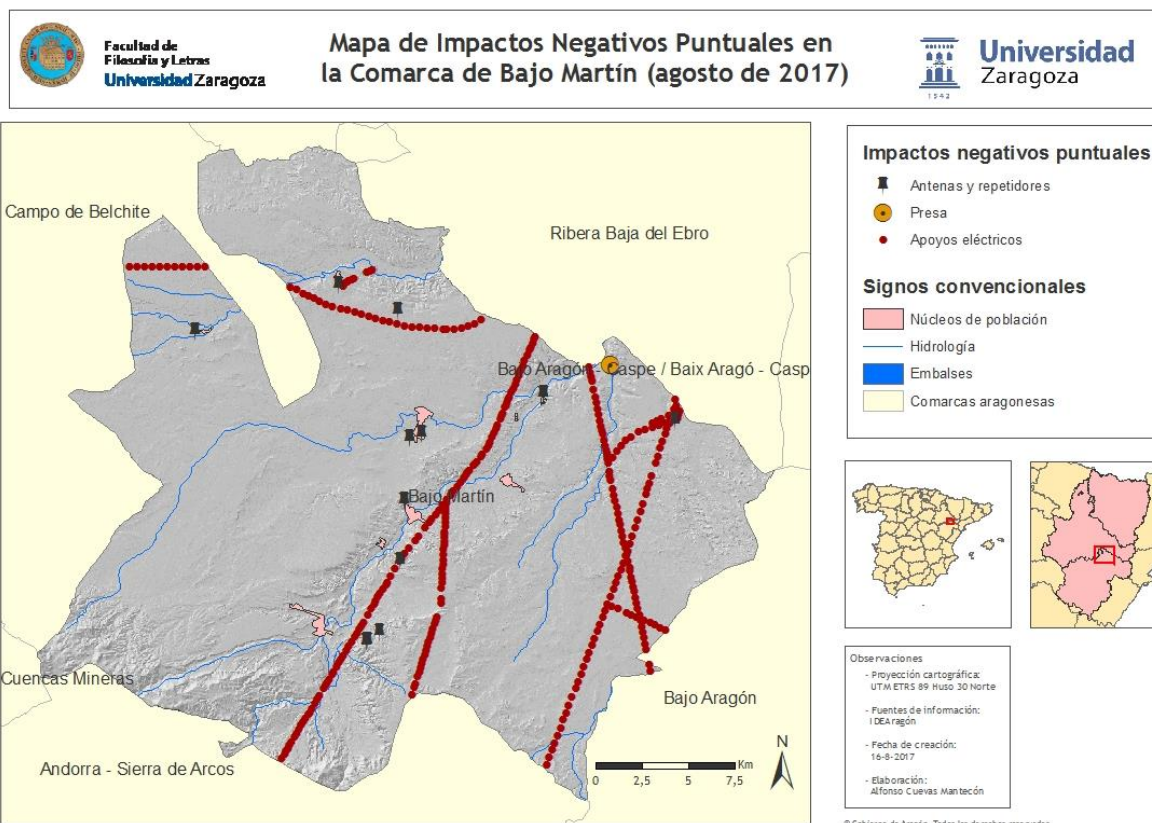 Facultad de
Filosofía y Letras
Universidad Zaragoza
Mapa de Impactos Negativos Puntuales en
la Comarca de Bajo Martín (agosto de 2017)
1542
Universidad
Zaragoza
Campo de Belchite
Ribera Baja del Ebro
Bajo Aragón - Caspe / Baix Aragó - Casp
Bajo Martín
Cuencas Mineras
Bajo Aragón
Andorra - Sierra de Arcos
N
Km
0 2,5 5 7,5
Impactos negativos puntuales
Antenas y repetidores
Presa
Apoyos eléctricos
Signos convencionales
Núcleos de población
Hidrología
Embalses
Comarcas aragonesas
Observaciones
- Proyección cartográfica:
UTM ETRS 89 Huso 30 Norte
- Fuentes de información:
IDEAragón
- Fecha de creación:
16-8-2017
- Elaboración:
Alfonso Cuevas Mantecón